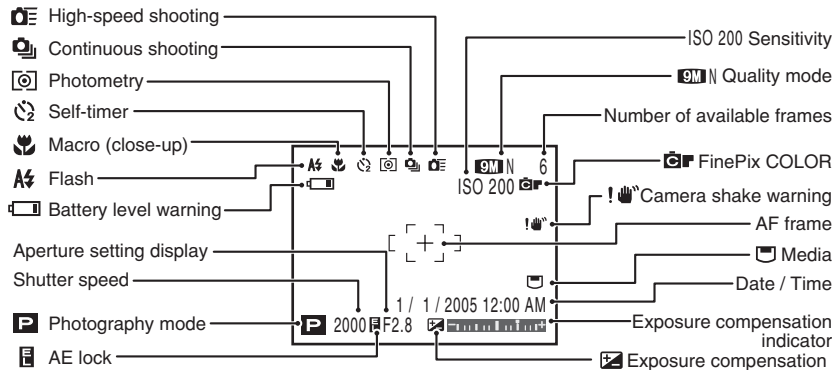 High-speed shooting
Continuous shooting
Photometry
Self-timer
Macro (close-up)
A Flash
Battery level warning
Aperture setting display
Shutter speed
P Photography mode
EL AE lock
A 9M N 6
ISO 200
1 / 1 / 2005 12:00 AM
P 2000 EL F2.8
ISO 200 Sensitivity
9M N Quality mode
Number of available frames
FinePix COLOR
! Camera shake warning
AF frame
Media
Date / Time
Exposure compensation
indicator
Exposure compensation